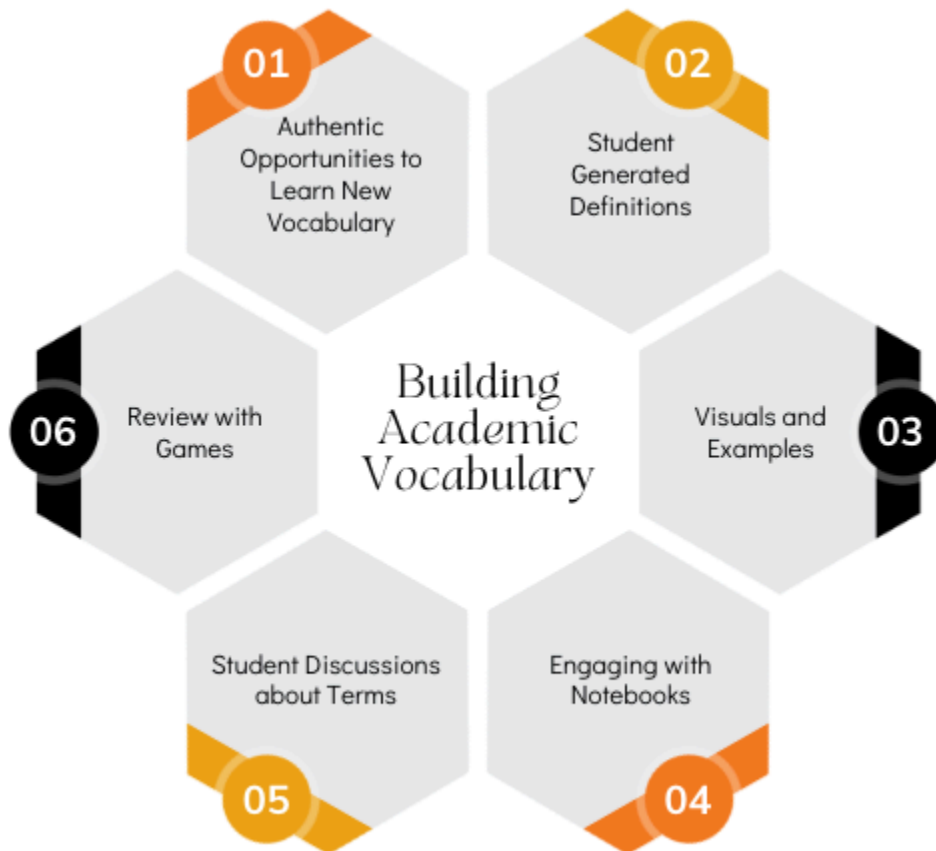 01
Authentic
Opportunities to
Learn New
Vocabulary
02
Student
Generated
Definitions
03
Visuals and
Examples
04
Engaging with
Notebooks
05
Student Discussions
about Terms
06
Review with
Games
Building
Academic
Vocabulary